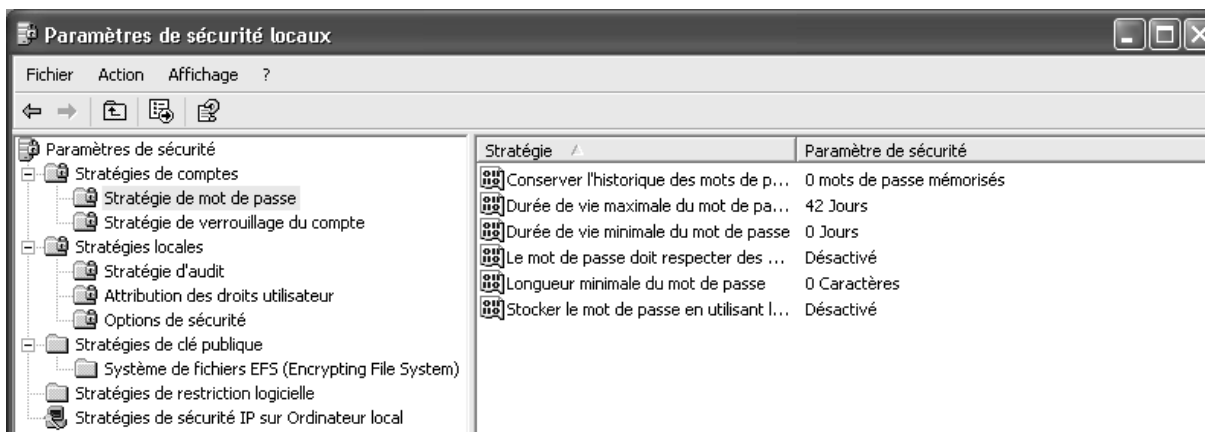 Paramètres de sécurité locaux
Fichier Action Affichage ?
Paramètres de sécurité
Stratégies de comptes
Stratégie de mot de passe
Stratégie de verrouillage du compte
Stratégies locales
Stratégie d'audit
Attribution des droits utilisateur
Options de sécurité
Stratégies de clé publique
Système de fichiers EFS (Encrypting File System)
Stratégies de restriction logicielle
Stratégies de sécurité IP sur Ordinateur local
Stratégie Paramètre de sécurité
Conserver l'historique des mots de p... 0 mots de passe mémorisés
Durée de vie maximale du mot de pa... 42 Jours
Durée de vie minimale du mot de passe 0 Jours
Le mot de passe doit respecter des ... Désactivé
Longueur minimale du mot de passe 0 Caractères
Stocker le mot de passe en utilisant l... Désactivé